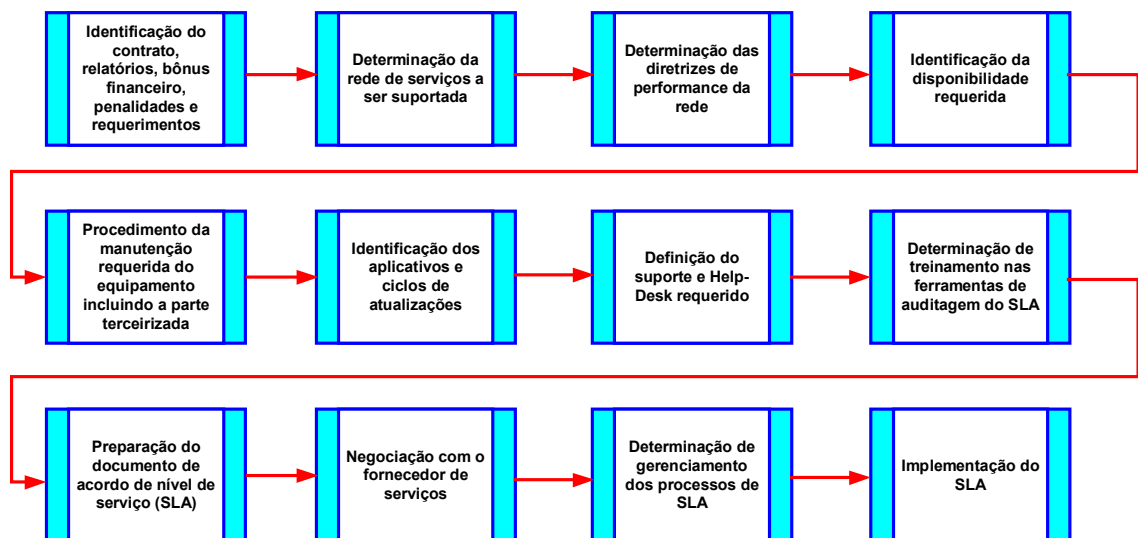 Identificação do
contrato,
relatórios, bônus
financeiro,
penalidades e
requerimentos
Determinação da
rede de serviços a
ser suportada
Determinação das
diretrizes de
performance da
rede
Identificação da
disponibilidade
requerida
Procedimento da
manutenção
requerida do
equipamento
incluindo a parte
terceirizada
Identificação dos
aplicativos e
ciclos de
atualizações
Definição do
suporte e Help-
Desk requerido
Determinação de
treinamento nas
ferramentas de
auditagem do SLA
Preparação do
documento de
acordo de nível de
serviço (SLA)
Negociação com o
fornecedor de
serviços
Determinação de
gerenciamento
dos processos de
SLA
Implementação do
SLA